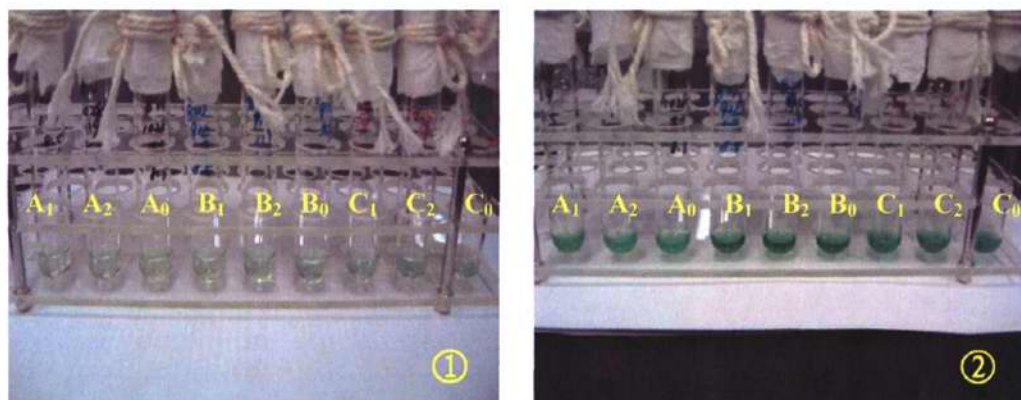 A₁ A₂ A₀ B₁ B₂ B₀ C₁ C₂ C₀
①
A₁ A₂ A₀ B₁ B₂ B₀ C₁ C₂ C₀
②